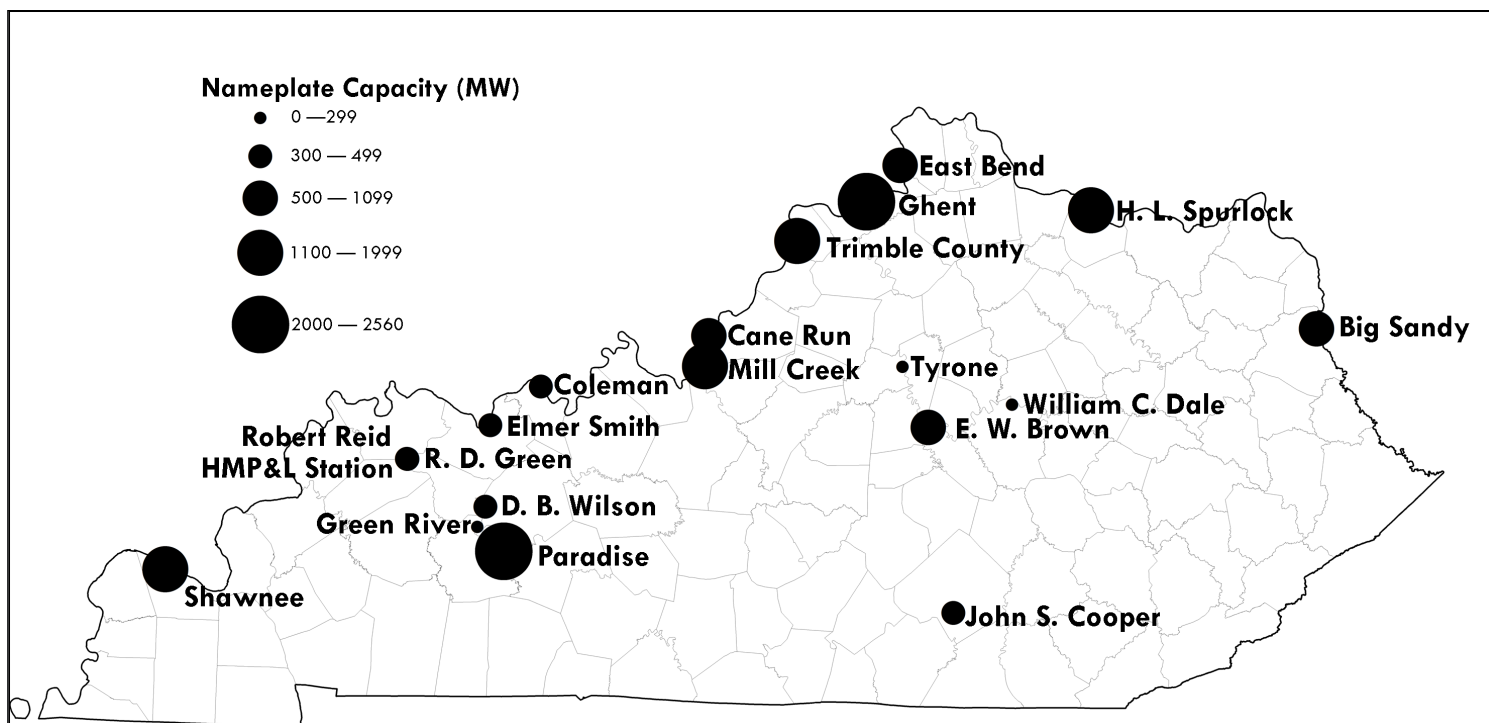 Nameplate Capacity (MW)
0 —299
300 — 499
500 — 1099
1100 — 1999
2000 — 2560
East Bend
Ghent
H. L. Spurlock
Trimble County
Cane Run
Big Sandy
Mill Creek
Tyrone
Coleman
William C. Dale
Elmer Smith
E. W. Brown
Robert Reid
HMP&L Station
R. D. Green
D. B. Wilson
Green River
Paradise
Shawnee
John S. Cooper